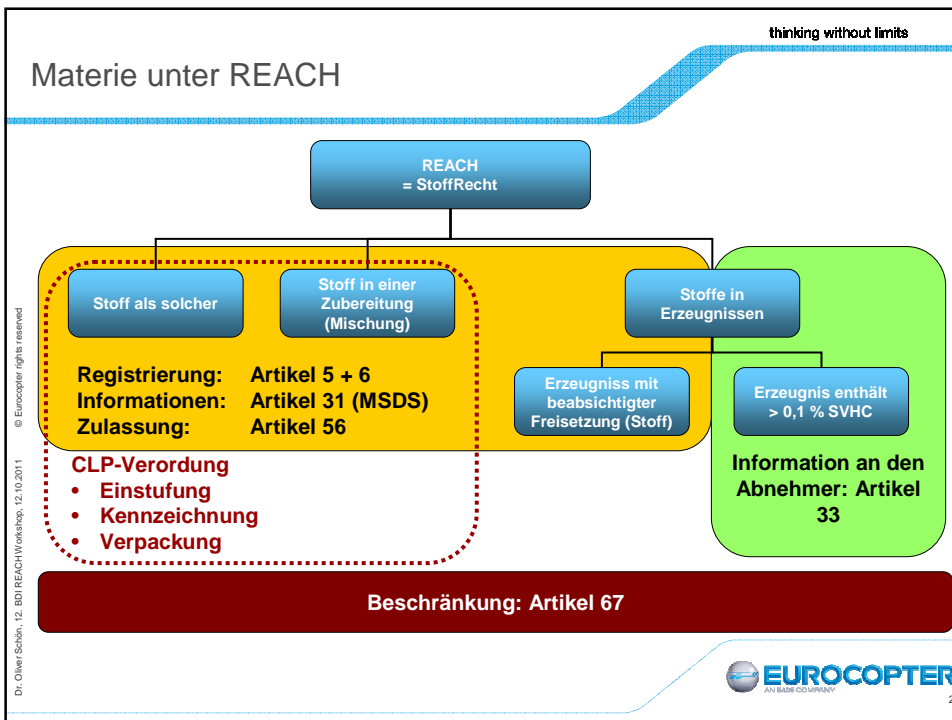 thinking without limits
Materie unter REACH
REACH
= StoffRecht
Stoff als solcher
Stoff in einer
Zubereitung
(Mischung)
Stoffe in
Erzeugnissen
Registrierung: Artikel 5 + 6
Informationen: Artikel 31 (MSDS)
Zulassung: Artikel 56
Erzeugniss mit
beabsichtigter
Freisetzung (Stoff)
Erzeugnis enthält
> 0,1 % SVHC
CLP-Verordung
• Einstufung
• Kennzeichnung
• Verpackung
Information an den
Abnehmer: Artikel
33
Beschränkung: Artikel 67
Dr. Oliver Schön, 12. BDI REACH Workshop, 12.10.2011 © Eurocopter rights reserved
EUROCOPTER
AN EADS COMPANY
2